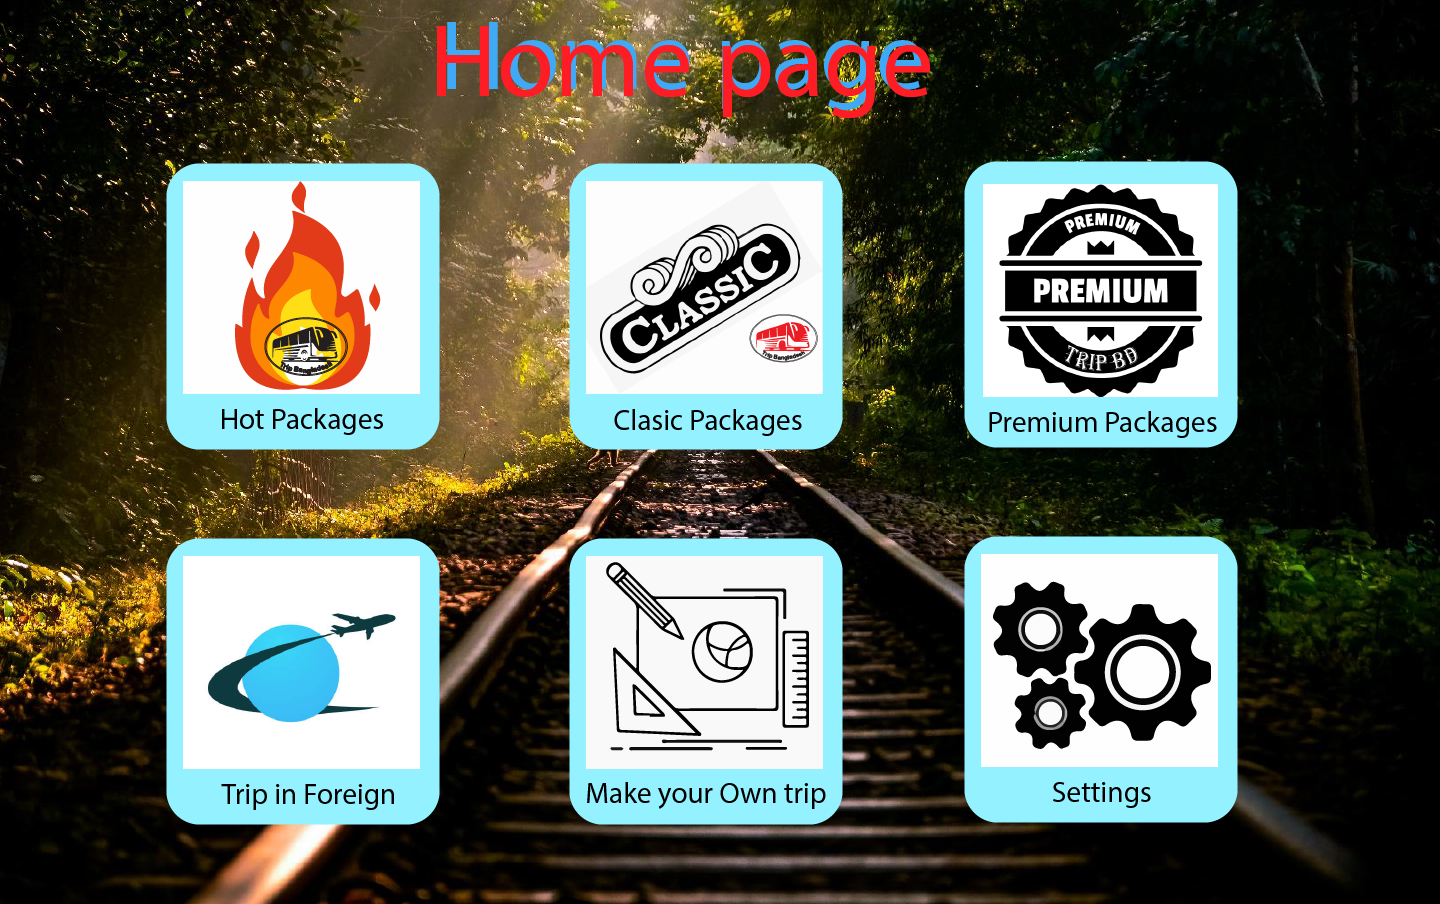 Home page
Trip Bangladesh
Hot Packages
CLASSIC
Trip Bangladesh
Clasic Packages
PREMIUM
PREMIUM
TRIP BD
Premium Packages
Trip in Foreign
Make your Own trip
Settings